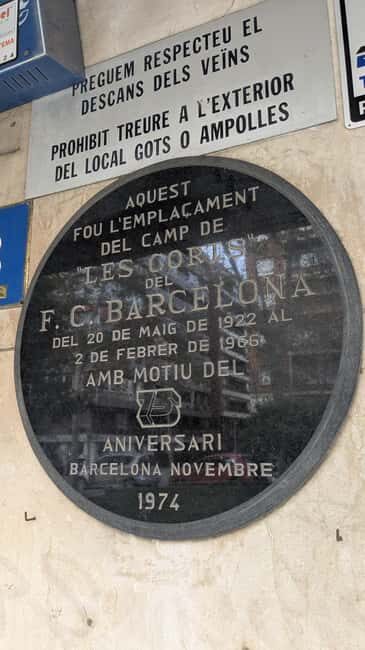 PREGUEM RESPECTEU EL
DESCANS DELS VEÏNS
PROHIBIT TREURE A L'EXTERIOR
DEL LOCAL GOTS O AMPOLLES
AQUEST
FOU L'EMPLAÇAMENT
DEL CAMP DE
"LES CORTS"
DEL
F. C. BARCELONA
DEL 20 DE MAIG DE 1922 AL
2 DE FEBRER DE 1966
AMB MOTIU DEL
75
ANIVERSARI
BARCELONA NOVEMBRE
1974